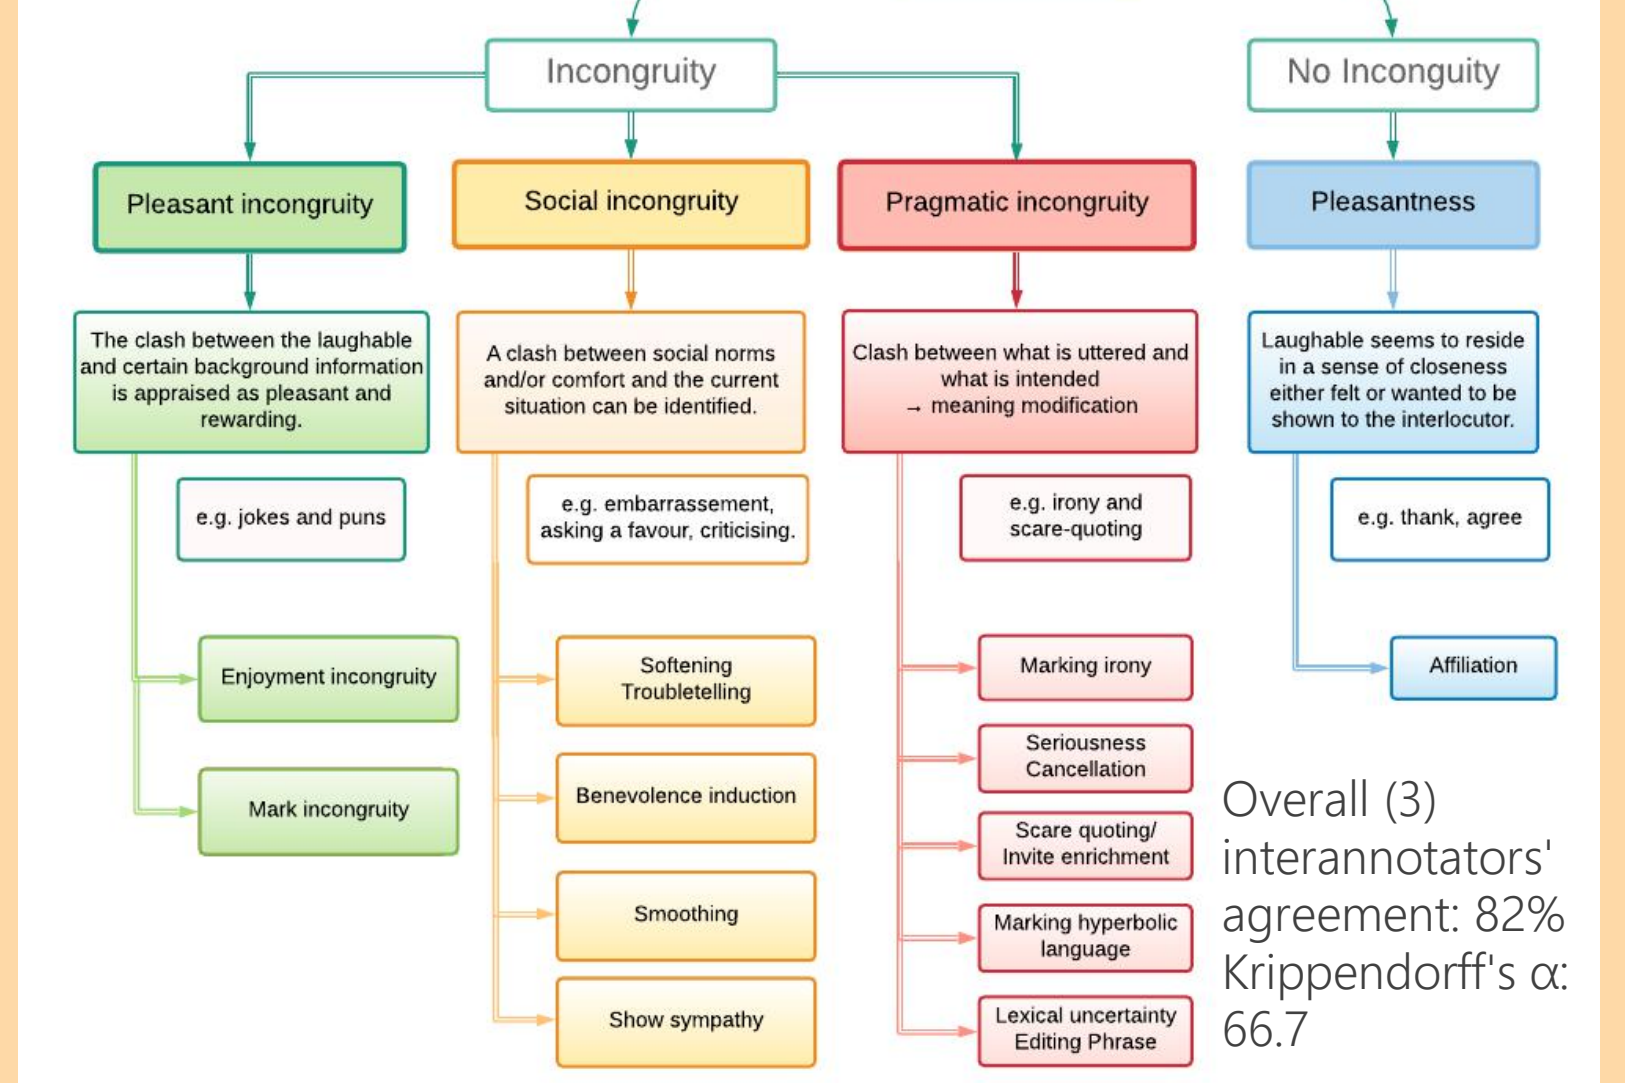 Incongruity
No Inconguity
Pleasant incongruity
Social incongruity
Pragmatic incongruity
Pleasantness
The clash between the laughable
and certain background information
is appraised as pleasant and
rewarding.
A clash between social norms
and/or comfort and the current
situation can be identified.
Clash between what is uttered and
what is intended
→ meaning modification
Laughable seems to reside
in a sense of closeness
either felt or wanted to be
shown to the interlocutor.
e.g. jokes and puns
e.g. embarrassement,
asking a favour, criticising.
e.g. irony and
scare-quoting
e.g. thank, agree
Enjoyment incongruity
Mark incongruity
Softening
Troubletelling
Benevolence induction
Smoothing
Show sympathy
Marking irony
Seriousness
Cancellation
Scare quoting/
Invite enrichment
Marking hyperbolic
language
Lexical uncertainty
Editing Phrase
Affiliation
Overall (3)
interannotators'
agreement: 82%
Krippendorff's α:
66.7